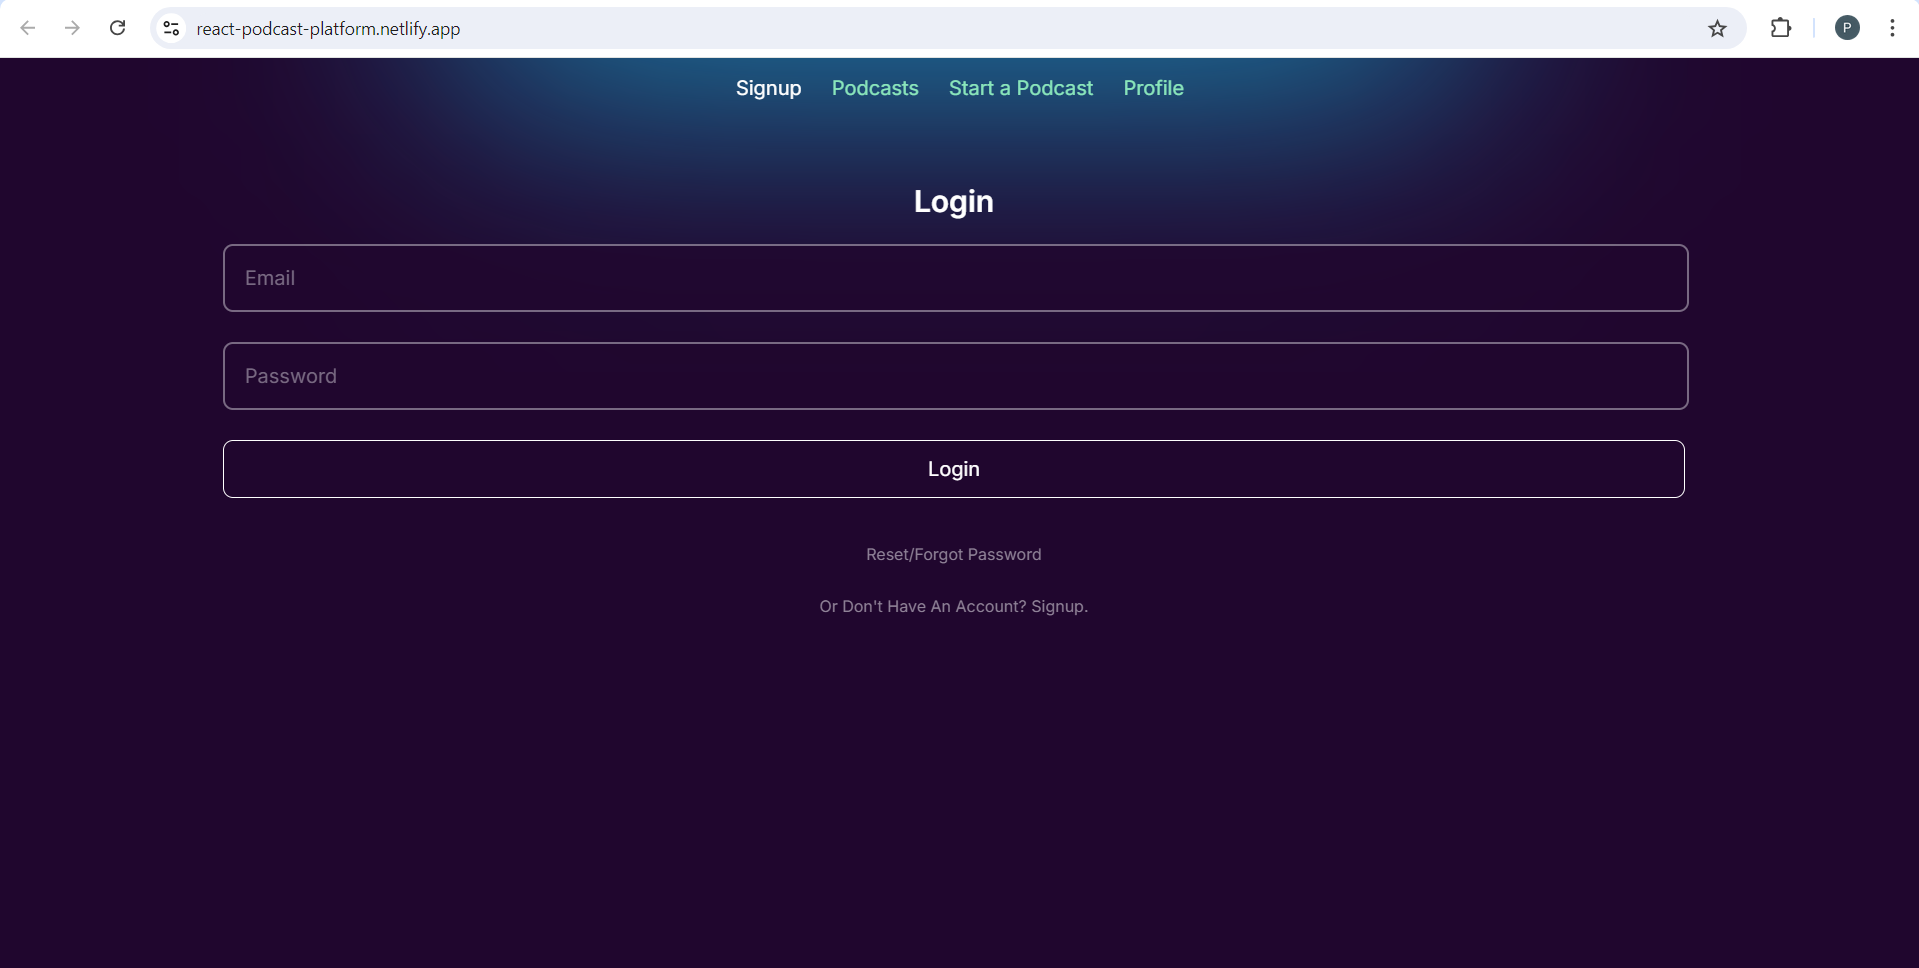 react-podcast-platform.netlify.app
P
Signup Podcasts Start a Podcast Profile
Login
Email
Password
Login
Reset/Forgot Password
Or Don't Have An Account? Signup.